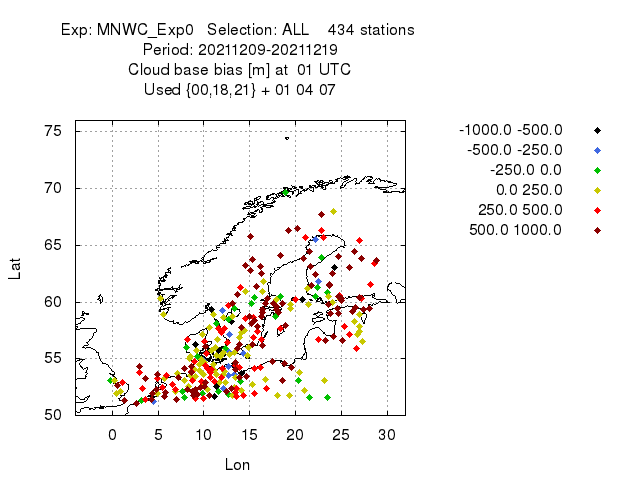 Exp: MNWC_Exp0   Selection: ALL    434 stations
Period: 20211209-20211219
Cloud base bias [m] at  01 UTC
Used {00,18,21} + 01 04 07
-1000.0 -500.0
-500.0 -250.0
-250.0 0.0
0.0 250.0
250.0 500.0
500.0 1000.0
75
70
65
60
55
50
Lat
0 5 10 15 20 25 30
Lon